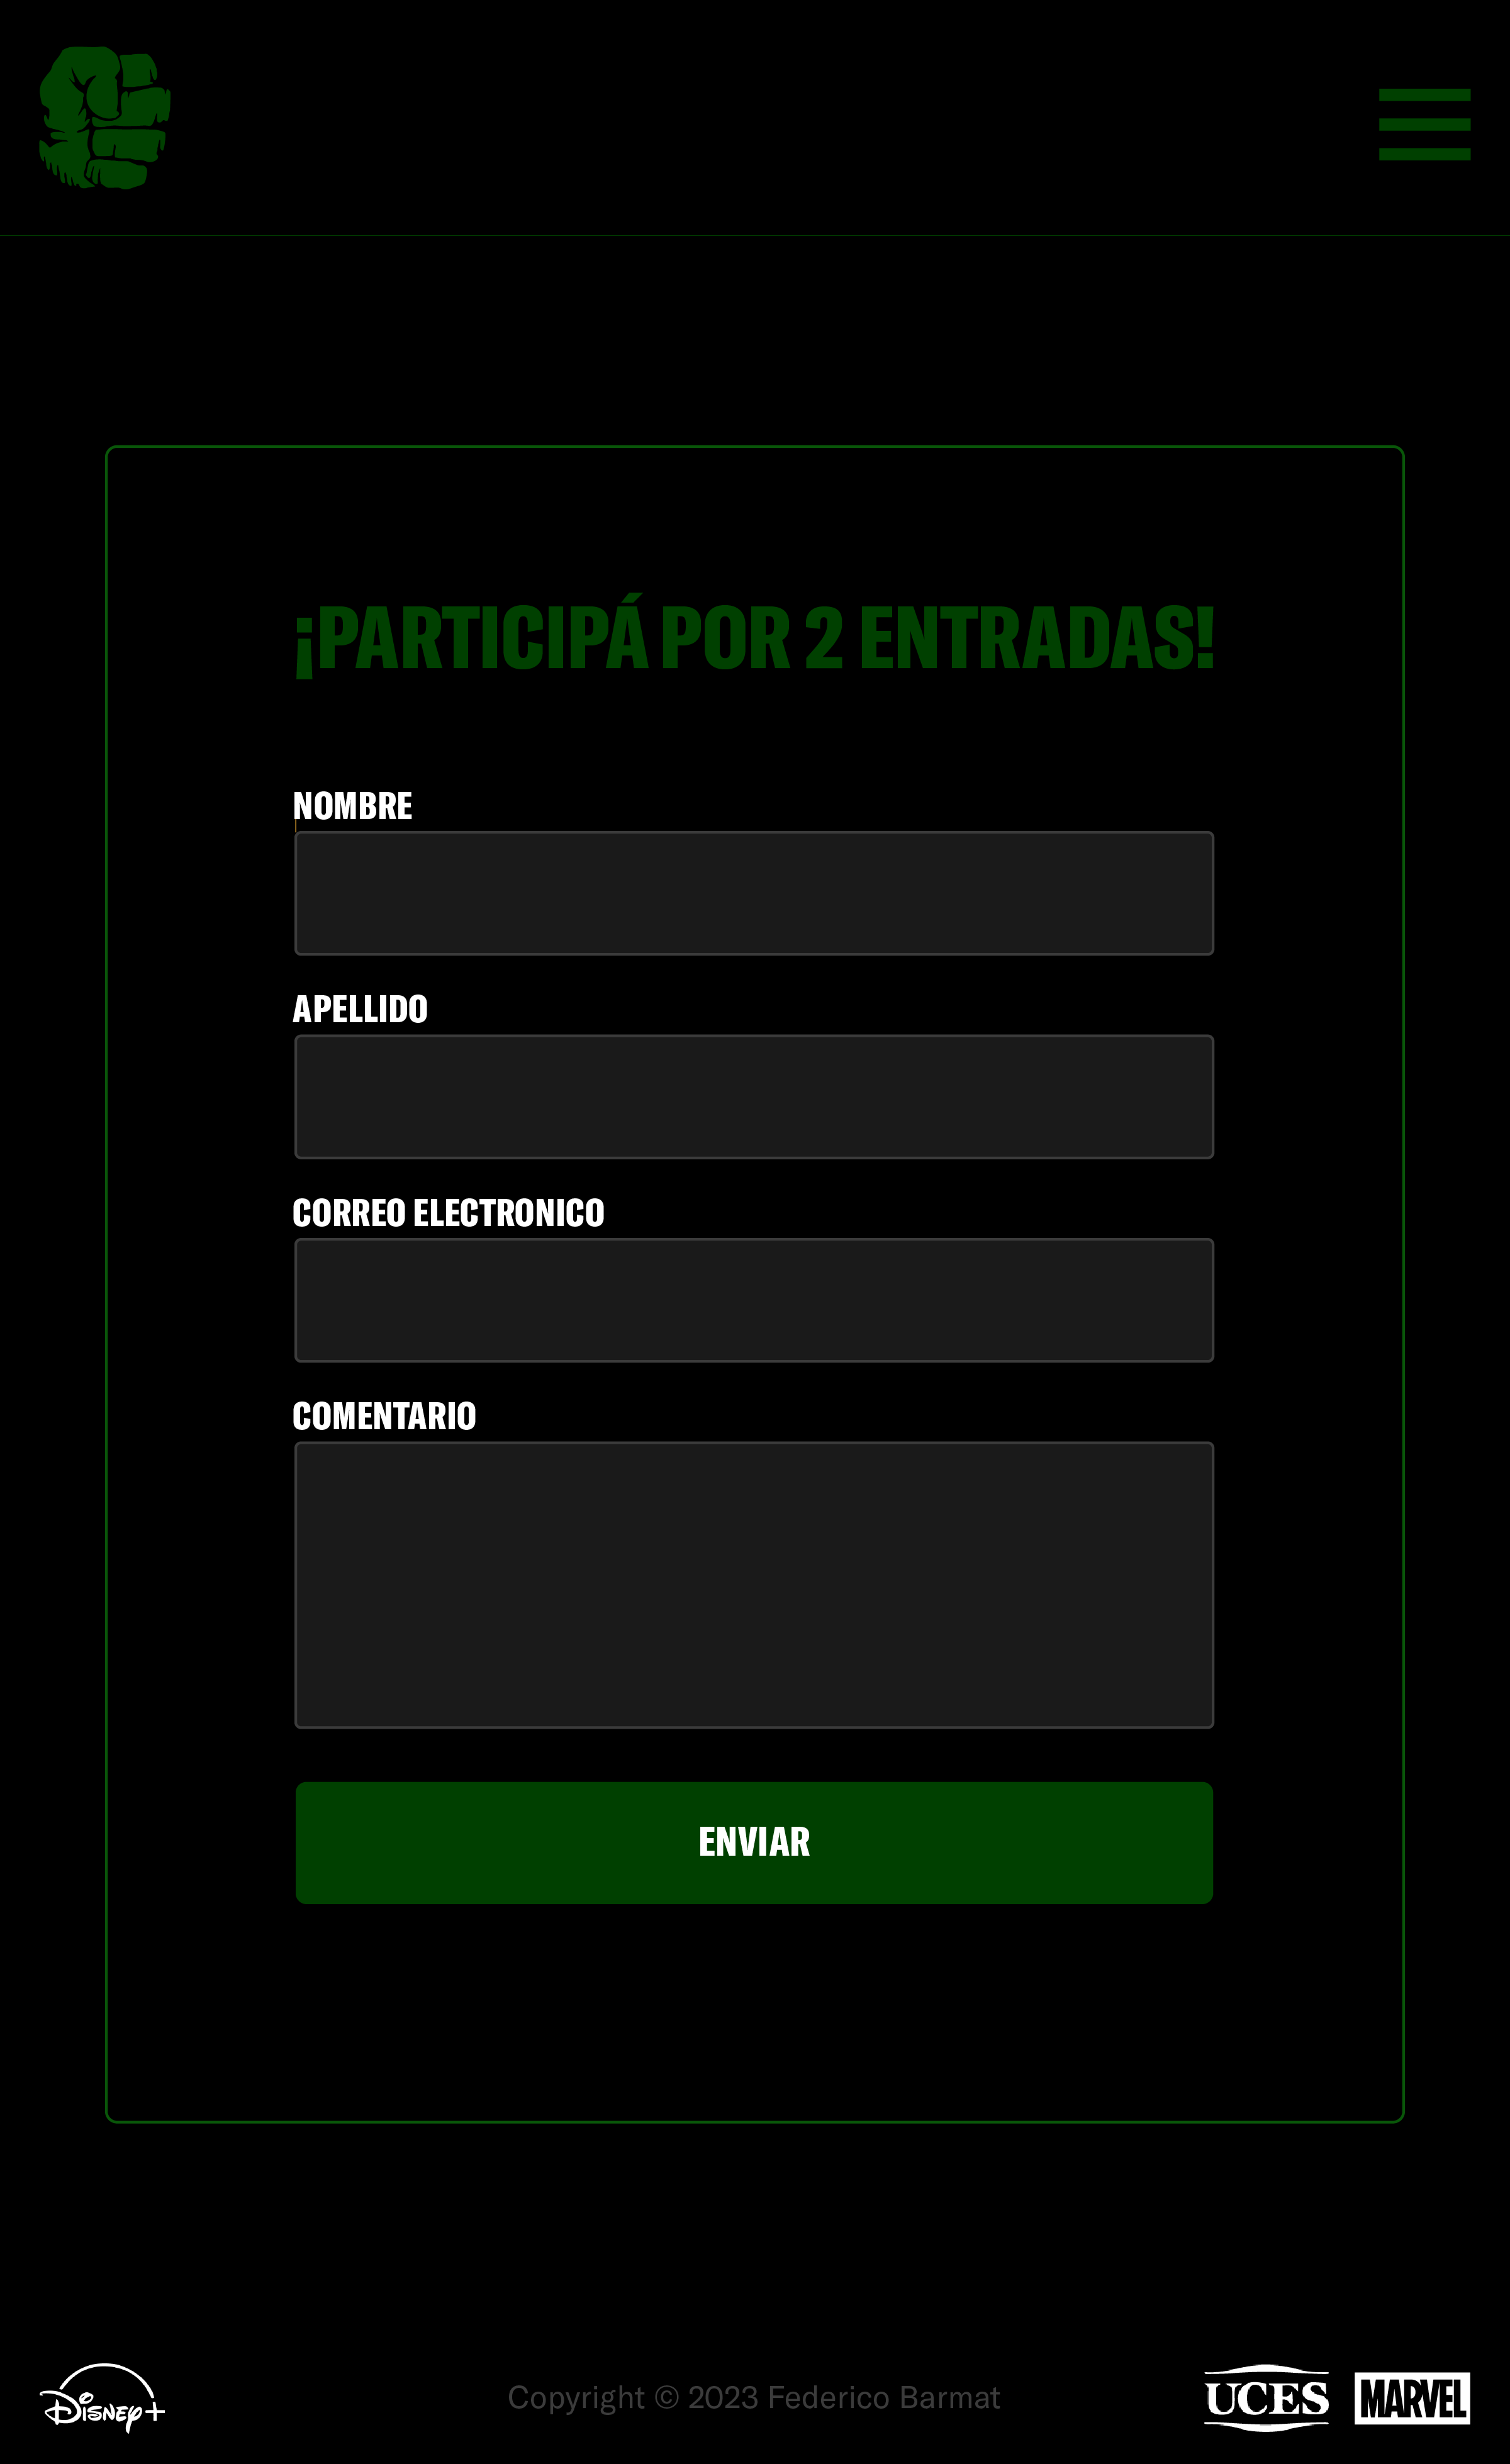 ¡PARTICIPÁ POR 2 ENTRADAS!
NOMBRE
APELLIDO
CORREO ELECTRONICO
COMENTARIO
ENVIAR
Disney+
Copyright © 2023 Federico Barmat
UCES
MARVEL